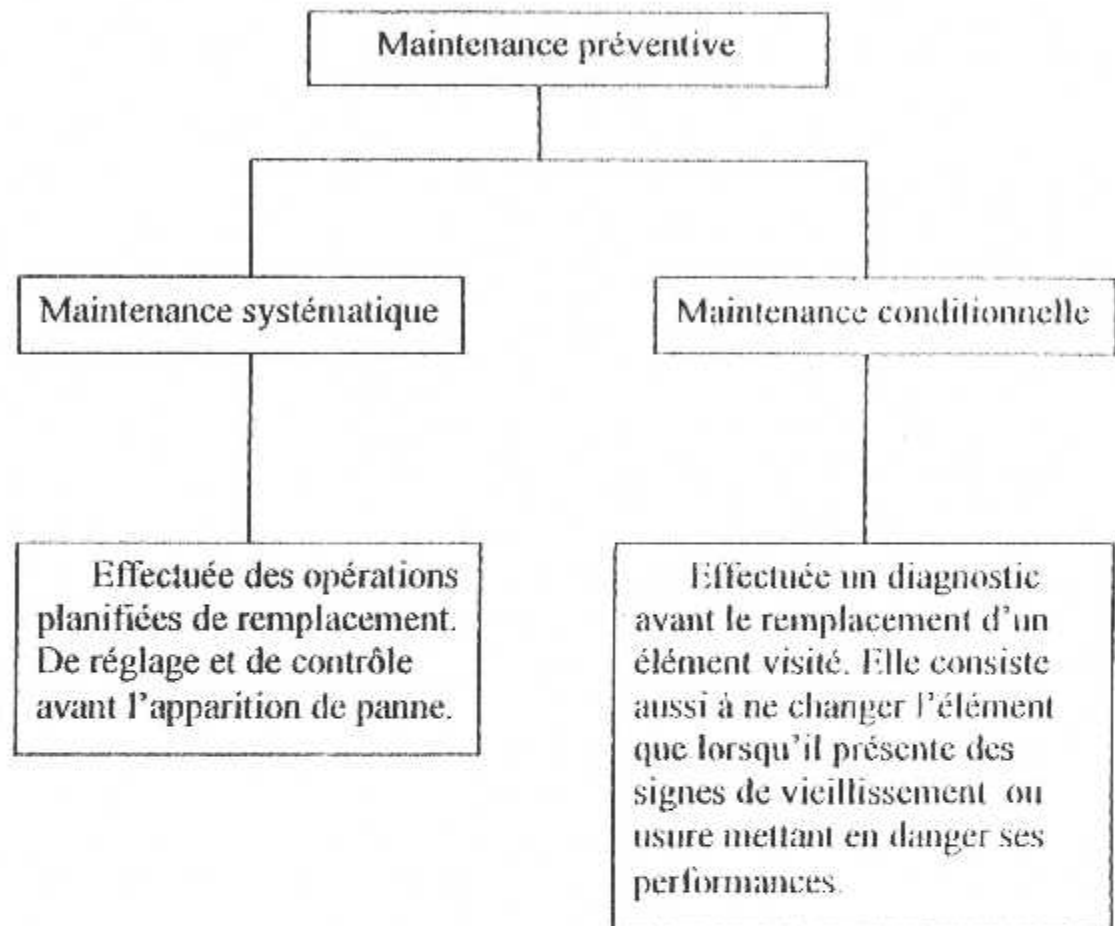 Maintenance préventive
Maintenance systématique
Maintenance conditionnelle
Effectuée des opérations
planifiées de remplacement.
De réglage et de contrôle
avant l'apparition de panne.
Effectuée un diagnostic
avant le remplacement d'un
élément visité. Elle consiste
aussi à ne changer l'élément
que lorsqu'il présente des
signes de vieillissement ou
usure mettant en danger ses
performances.